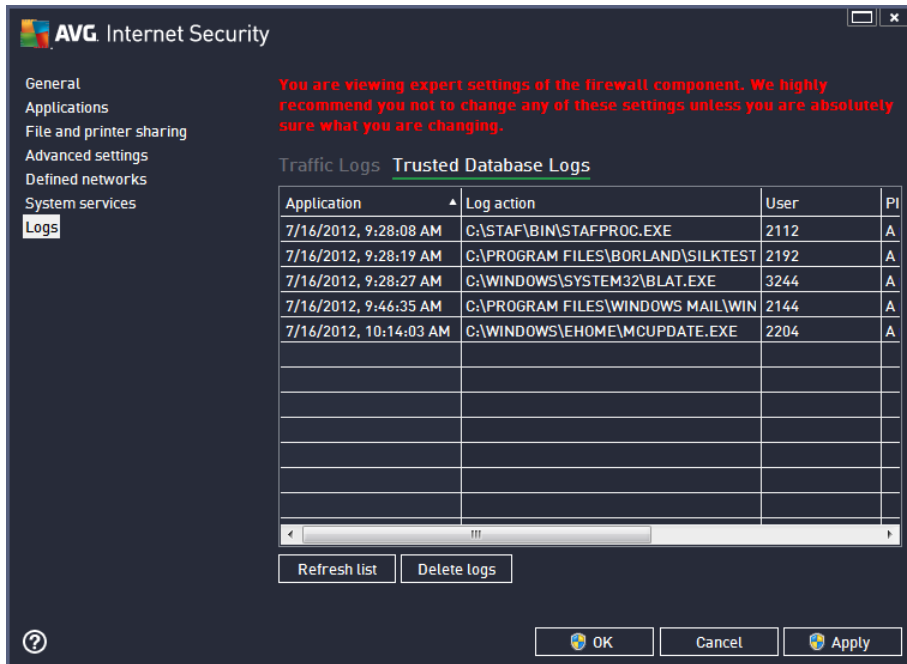 AVG. Internet Security
General
Applications
File and printer sharing
Advanced settings
Defined networks
System services
Logs
You are viewing expert settings of the firewall component. We highly
recommend you not to change any of these settings unless you are absolutely
sure what you are changing.
Traffic Logs Trusted Database Logs
Application Log action User PI
7/16/2012, 9:28:08 AM C:\STAF\BIN\STAFPROC.EXE 2112 A
7/16/2012, 9:28:19 AM C:\PROGRAM FILES\BORLAND\SILKTEST 2192 A
7/16/2012, 9:28:27 AM C:\WINDOWS\SYSTEM32\BLAT.EXE 3244 A
7/16/2012, 9:46:35 AM C:\PROGRAM FILES\WINDOWS MAIL\WIN 2144 A
7/16/2012, 10:14:03 AM C:\WINDOWS\EHOME\MCUPDATE.EXE 2204 A
Refresh list Delete logs
? OK Cancel Apply